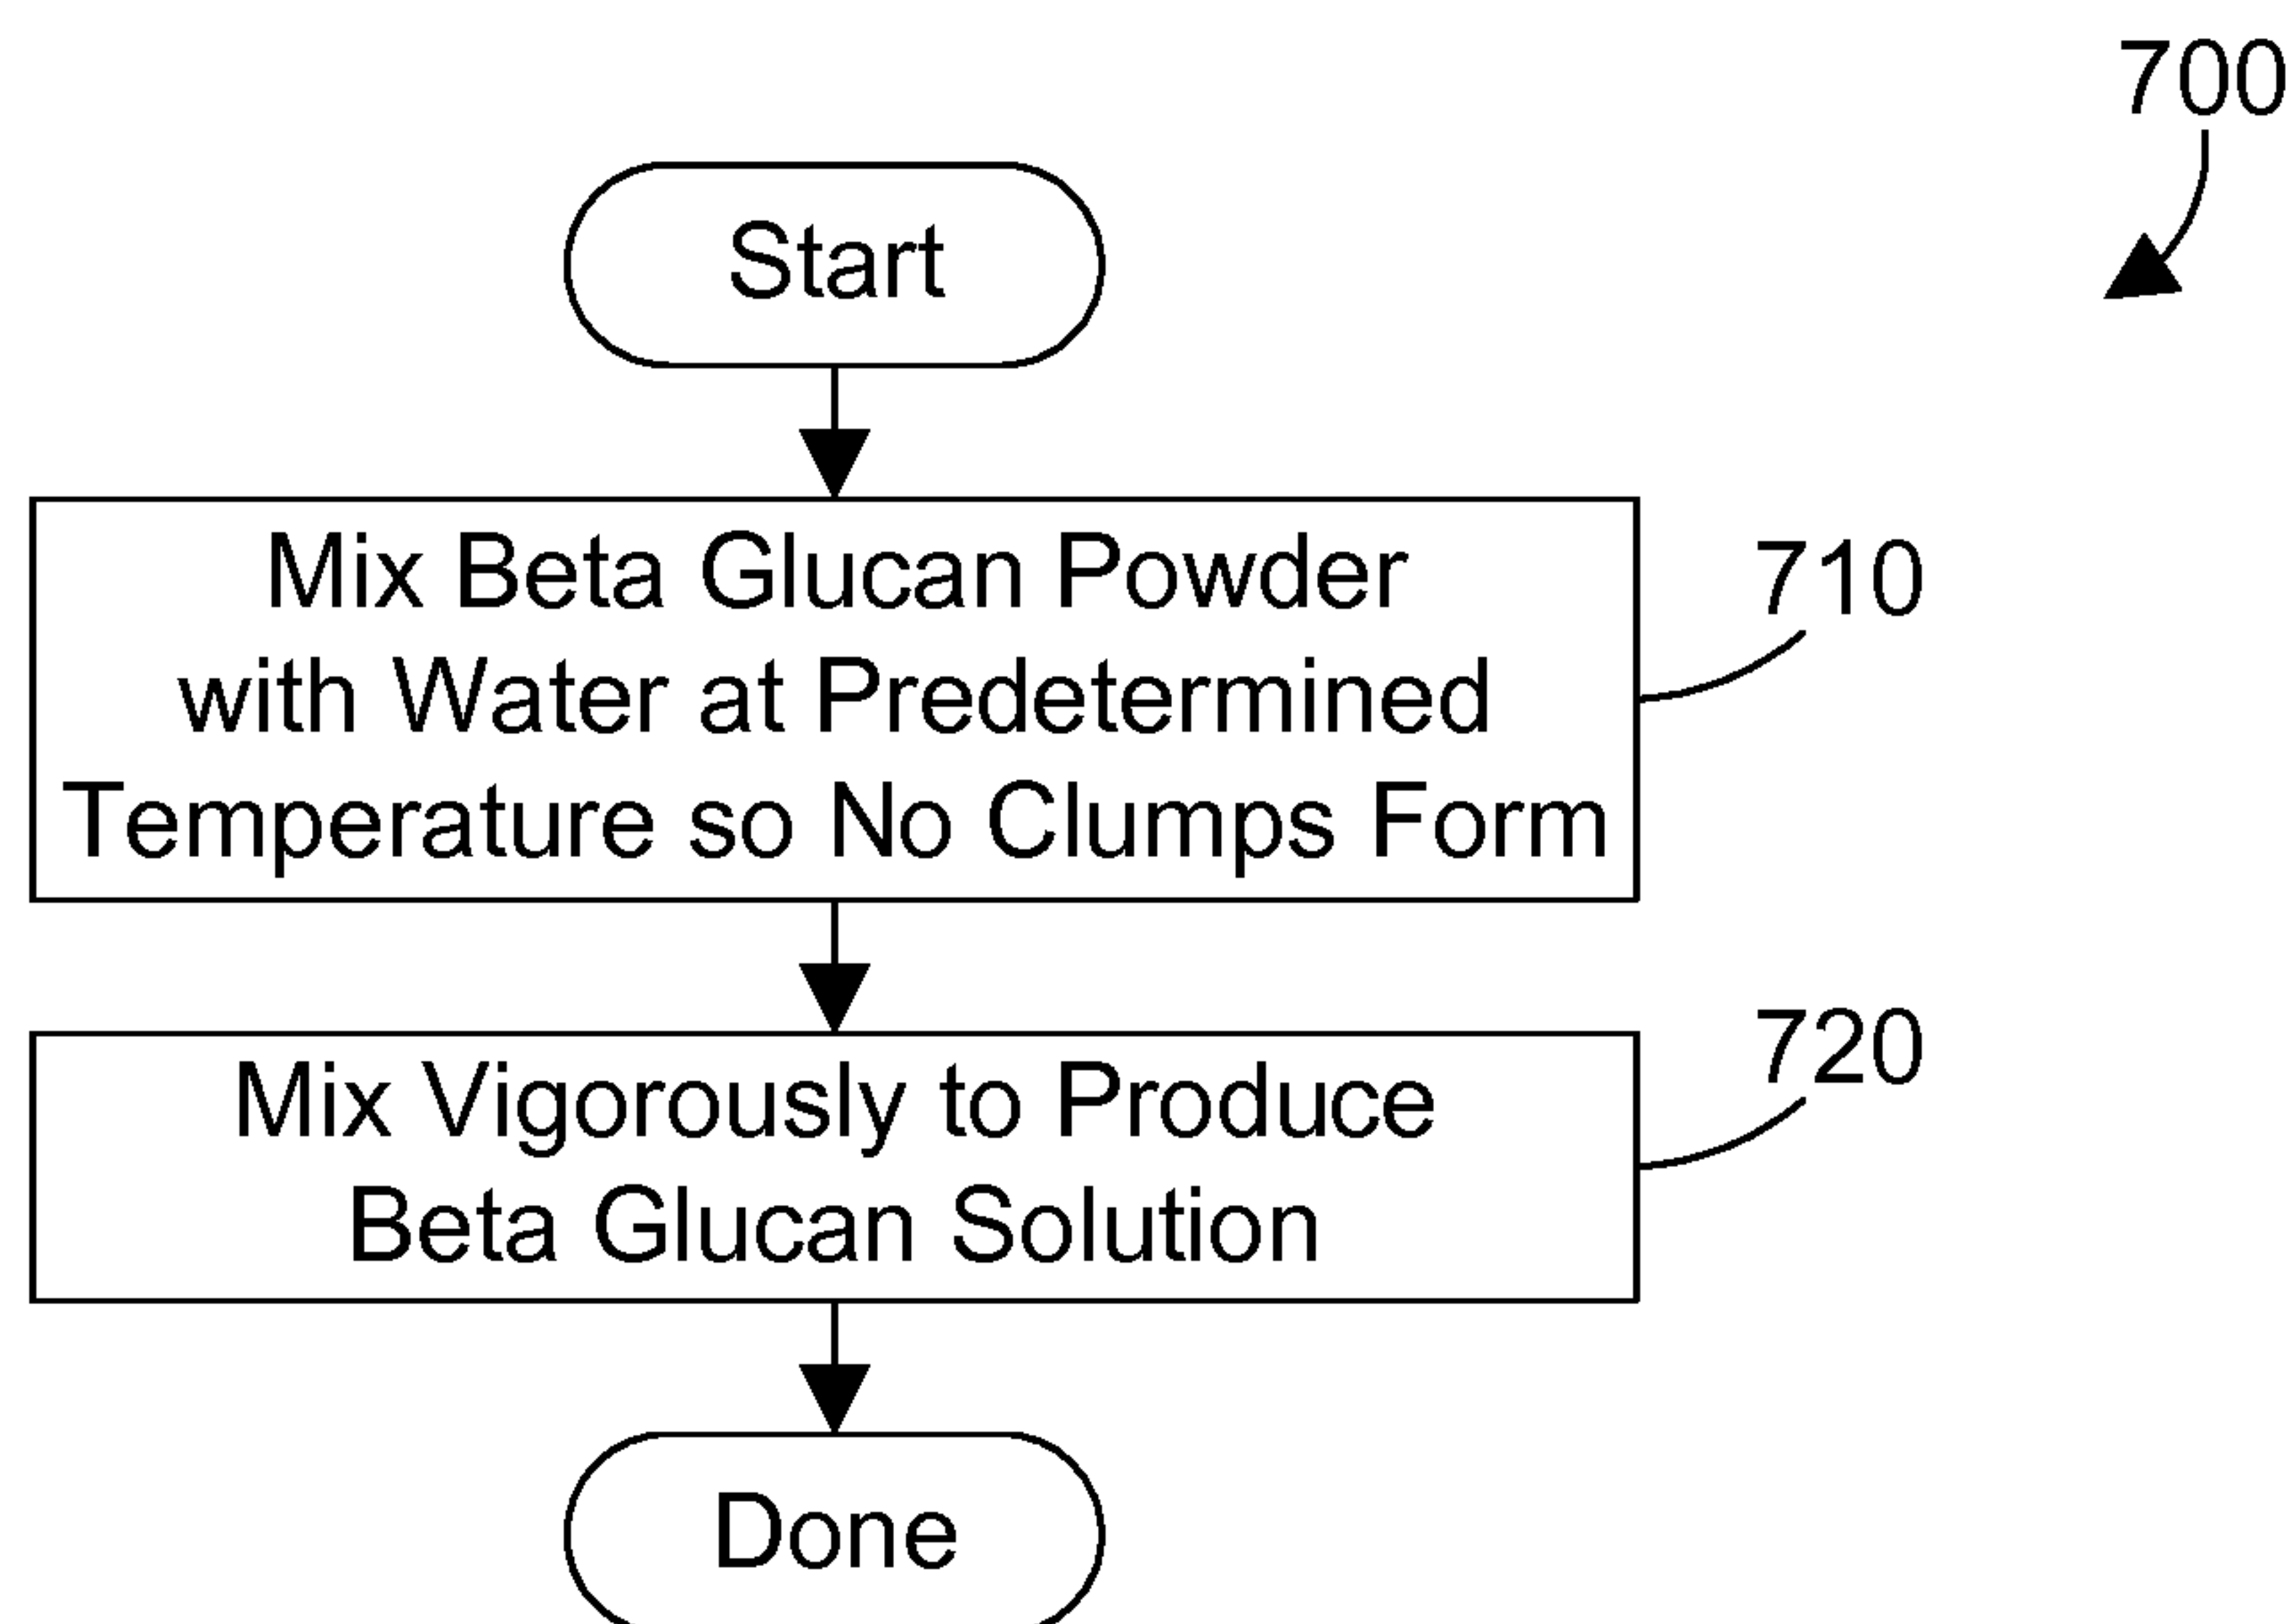 700
Start
Mix Beta Glucan Powder
with Water at Predetermined
Temperature so No Clumps Form
710
Mix Vigorously to Produce
Beta Glucan Solution
720
Done